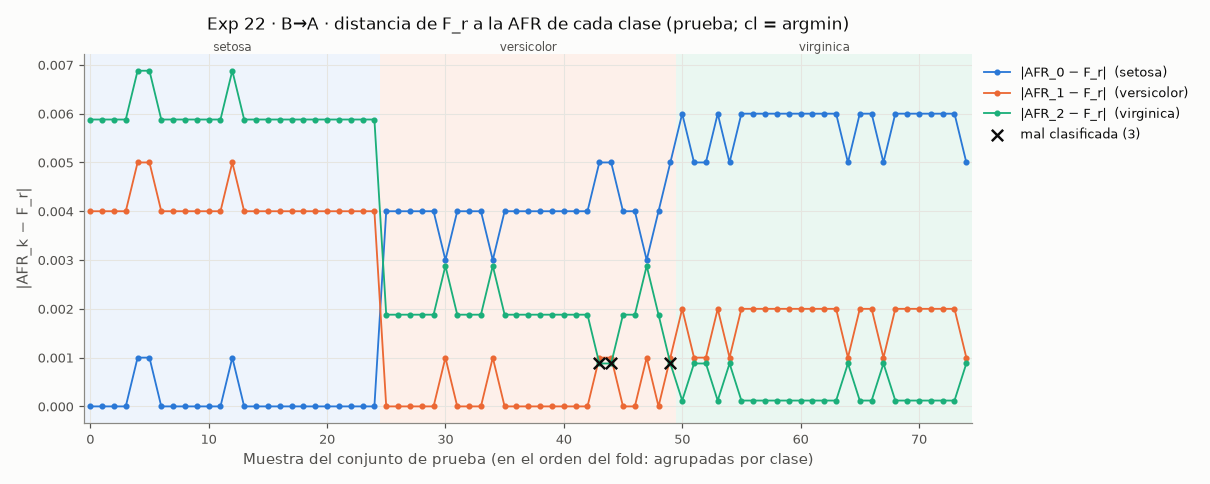 Exp 22 · B→A · distancia de F_r a la AFR de cada clase (prueba; cl = argmin)
setosa
versicolor
virginica
0.007
0.006
0.005
0.004
0.003
0.002
0.001
0.000
|AFR_k − F_r|
0
10
20
30
40
50
60
70
Muestra del conjunto de prueba (en el orden del fold: agrupadas por clase)
|AFR_0 − F_r| (setosa)
|AFR_1 − F_r| (versicolor)
|AFR_2 − F_r| (virginica)
mal clasificada (3)